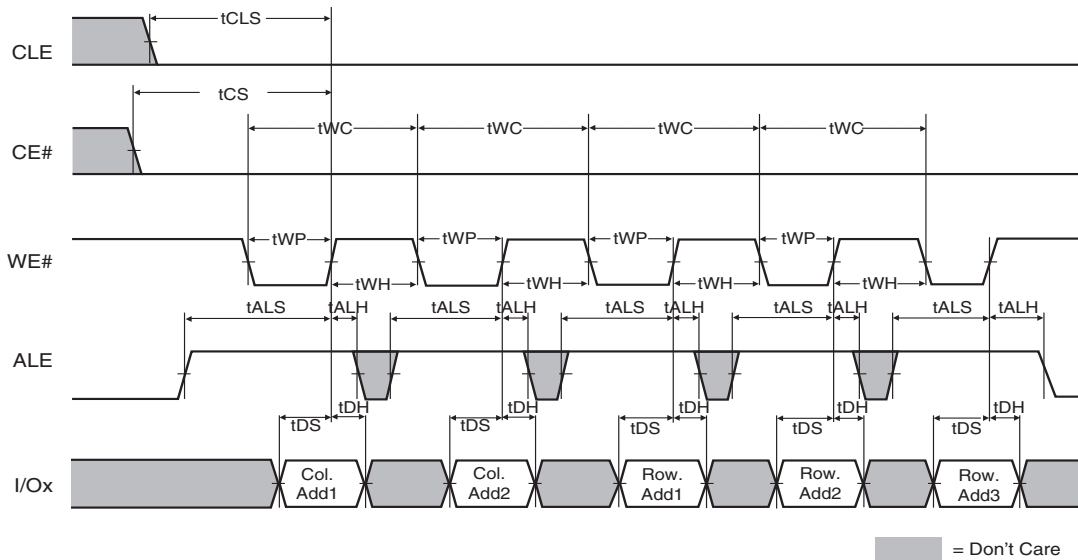 tCLS
CLE
tCS
tWC tWC tWC tWC
CE#
tWP tWP tWP tWP
WE#
tWH tWH tWH tWH
tALS tALH tALS tALH tALS tALH tALS tALH tALS tALH
ALE
tDS tDH tDS tDH tDS tDH tDS tDH tDS tDH
I/Ox
Col. Add1
Col. Add2
Row. Add1
Row. Add2
Row. Add3
= Don't Care